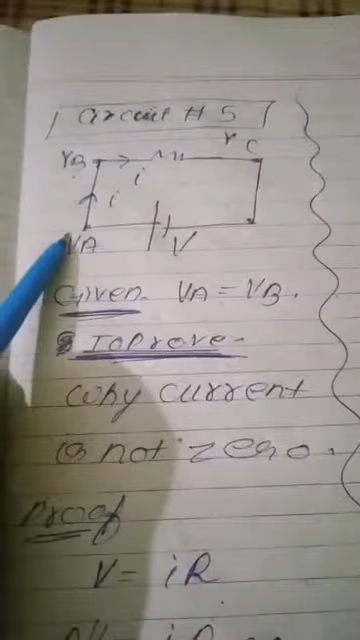 Circuit # 5
VB
i
r
C
i
VA
V
Given. VA = VB.
To Prove.
Why current
is not zero.
Proof
V = iR